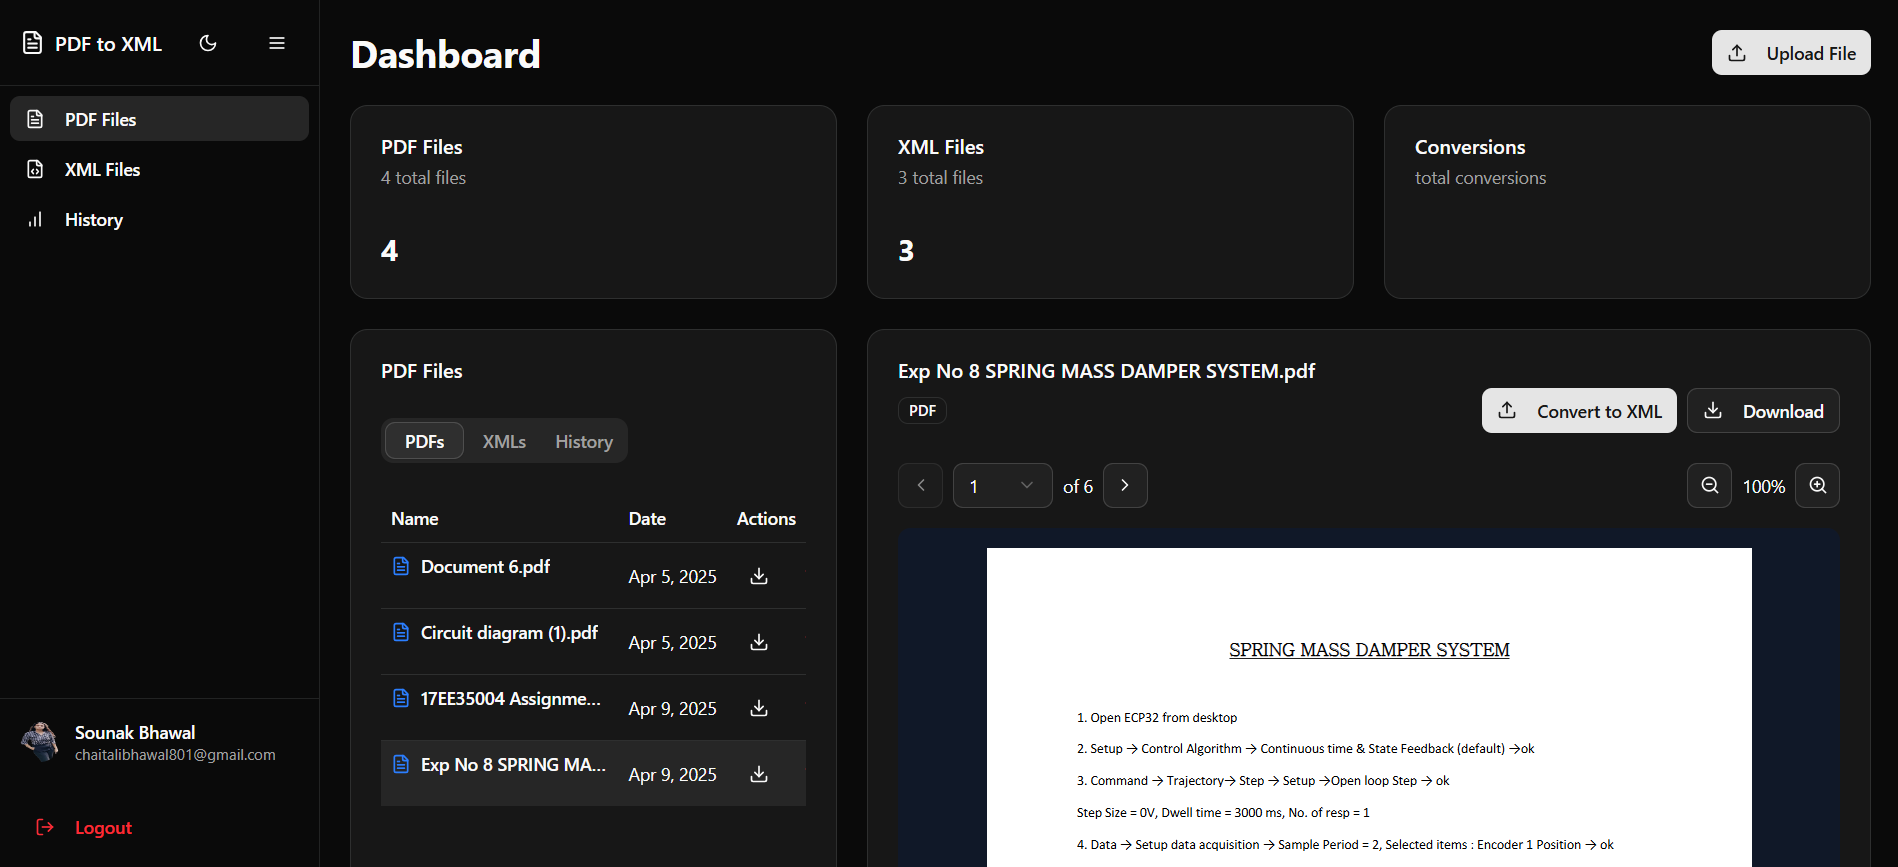 PDF to XML
PDF Files
XML Files
History
Sounak Bhawal
chaitalibhawal801@gmail.com
Logout
Dashboard
Upload File
PDF Files
4 total files
4
XML Files
3 total files
3
Conversions
total conversions
PDF Files
PDFs XMLs History
Name Date Actions
Document 6.pdf Apr 5, 2025
Circuit diagram (1).pdf Apr 5, 2025
17EE35004 Assignme... Apr 9, 2025
Exp No 8 SPRING MA... Apr 9, 2025
Exp No 8 SPRING MASS DAMPER SYSTEM.pdf
PDF
Convert to XML Download
1 of 6 100%
SPRING MASS DAMPER SYSTEM
1. Open ECP32 from desktop
2. Setup → Control Algorithm → Continuous time & State Feedback (default) →ok
3. Command → Trajectory→ Step → Setup →Open loop Step → ok
Step Size = 0V, Dwell time = 3000 ms, No. of resp = 1
4. Data → Setup data acquisition → Sample Period = 2, Selected items : Encoder 1 Position → ok